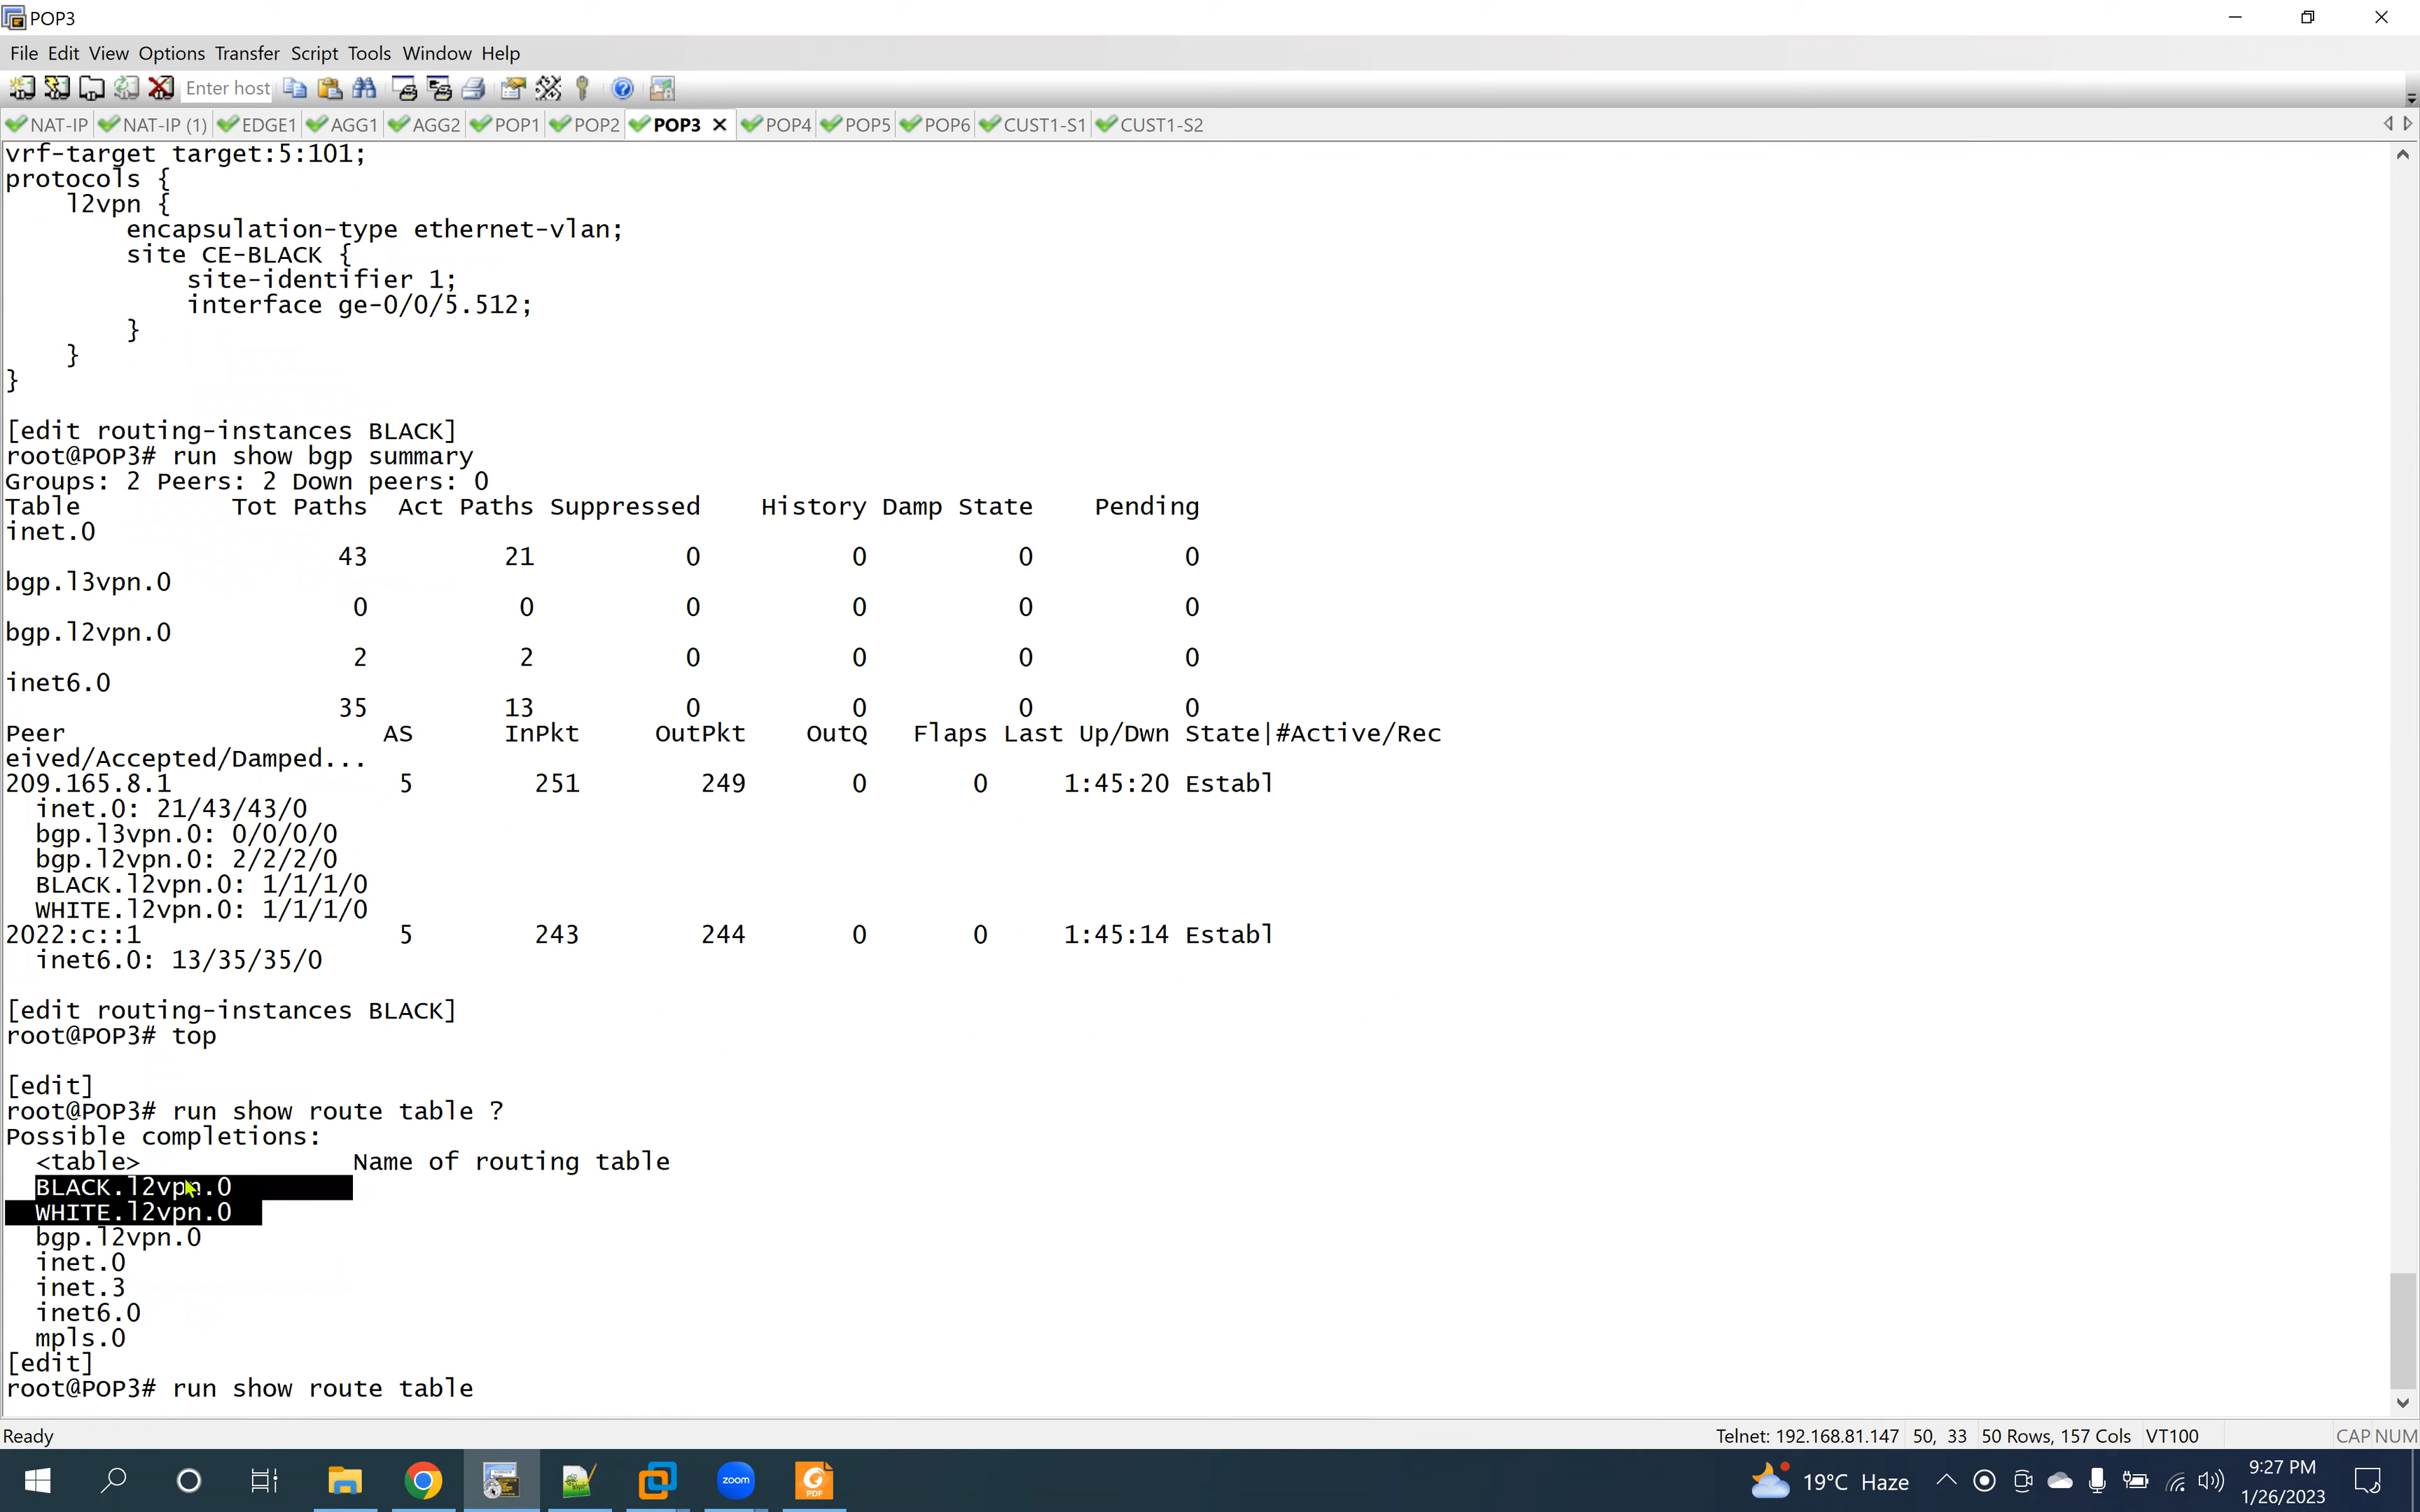 POP3
File Edit View Options Transfer Script Tools Window Help
Enter host
NAT-IP NAT-IP (1) EDGE1 AGG1 AGG2 POP1 POP2 POP3 POP4 POP5 POP6 CUST1-S1 CUST1-S2
vrf-target target:5:101;
protocols {
l2vpn {
encapsulation-type ethernet-vlan;
site CE-BLACK {
site-identifier 1;
interface ge-0/0/5.512;
}
}
}
[edit routing-instances BLACK]
root@POP3# run show bgp summary
Groups: 2 Peers: 2 Down peers: 0
Table Tot Paths Act Paths Suppressed History Damp State Pending
inet.0
43 21 0 0 0 0
bgp.l3vpn.0
0 0 0 0 0 0
bgp.l2vpn.0
2 2 0 0 0 0
inet6.0
35 13 0 0 0 0
Peer AS InPkt OutPkt OutQ Flaps Last Up/Dwn State|#Active/Rec
eived/Accepted/Damped...
209.165.8.1 5 251 249 0 0 1:45:20 Establ
inet.0: 21/43/43/0
bgp.l3vpn.0: 0/0/0/0
bgp.l2vpn.0: 2/2/2/0
BLACK.l2vpn.0: 1/1/1/0
WHITE.l2vpn.0: 1/1/1/0
2022:c::1 5 243 244 0 0 1:45:14 Establ
inet6.0: 13/35/35/0
[edit routing-instances BLACK]
root@POP3# top
[edit]
root@POP3# run show route table ?
Possible completions:
<table> Name of routing table
BLACK.l2vpn.0
WHITE.l2vpn.0
bgp.l2vpn.0
inet.0
inet.3
inet6.0
mpls.0
[edit]
root@POP3# run show route table
Ready Telnet: 192.168.81.147 50, 33 50 Rows, 157 Cols VT100 CAP NUM
zoom PDF 19°C Haze 9:27 PM
1/26/2023